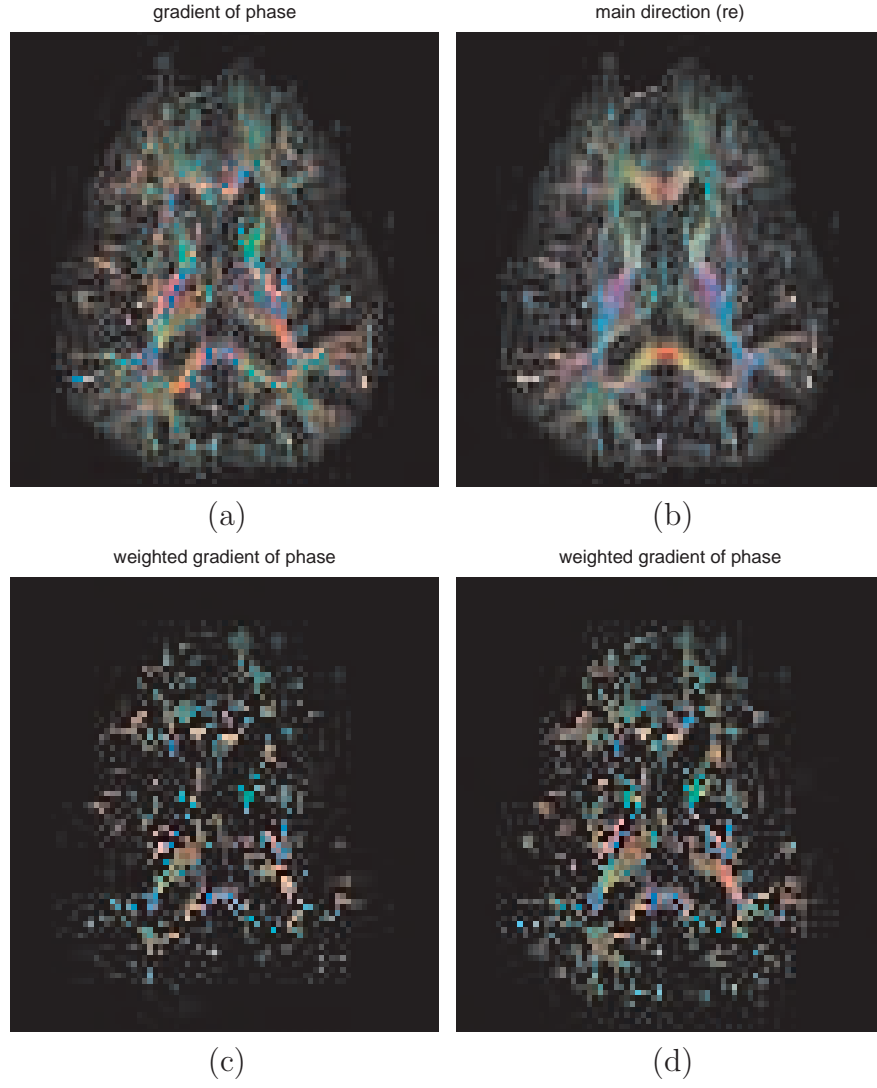 gradient of phase
main direction (re)
(a)
(b)
weighted gradient of phase
weighted gradient of phase
(c)
(d)